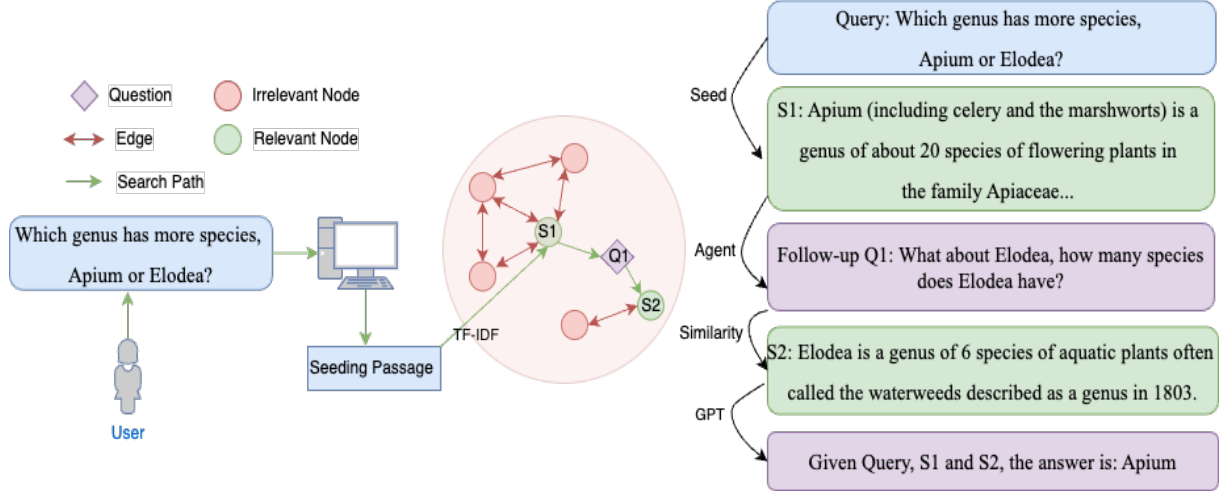 Question
Irrelevant Node
Edge
Relevant Node
Search Path
Which genus has more species,
Apium or Elodea?
User
Seeding Passage
TF-IDF
S1
Q1
S2
Query: Which genus has more species,
Apium or Elodea?
Seed
S1: Apium (including celery and the marshworts) is a
genus of about 20 species of flowering plants in
the family Apiaceae...
Agent
Follow-up Q1: What about Elodea, how many species
does Elodea have?
Similarity
S2: Elodea is a genus of 6 species of aquatic plants often
called the waterweeds described as a genus in 1803.
GPT
Given Query, S1 and S2, the answer is: Apium